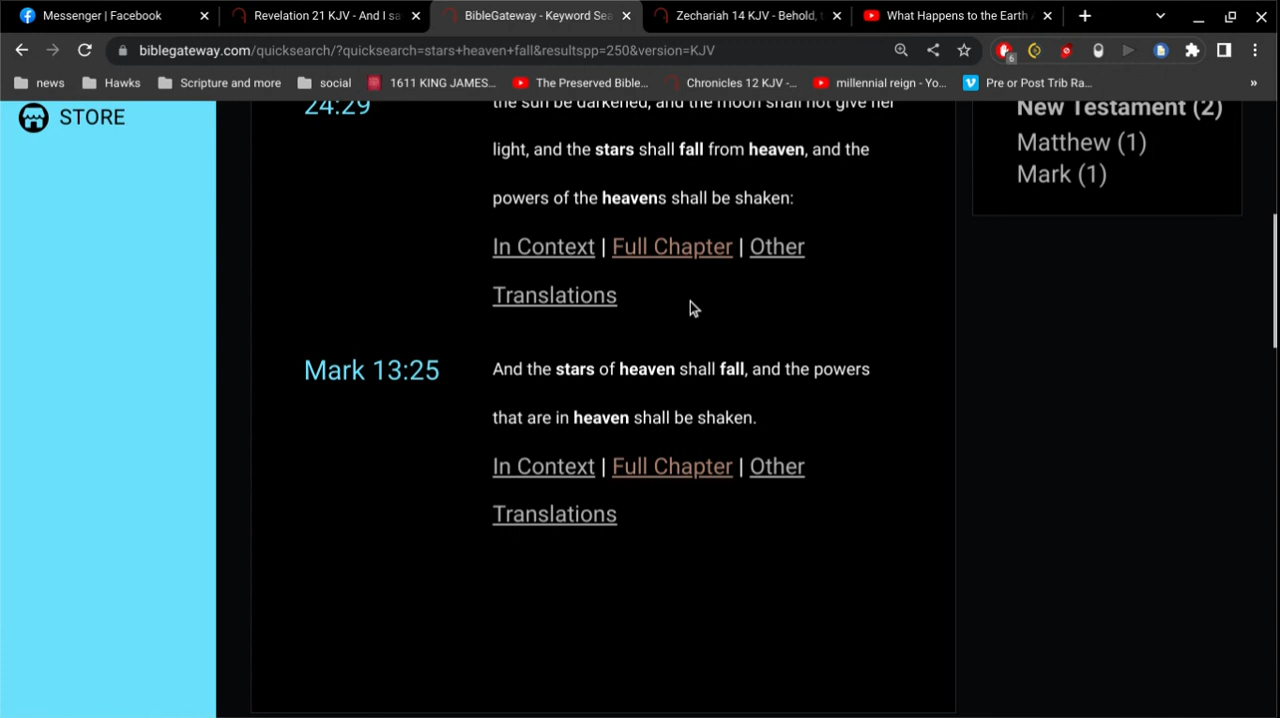 Messenger | Facebook
Revelation 21 KJV - And I sa
BibleGateway - Keyword Sea
Zechariah 14 KJV - Behold, t
What Happens to the Earth A
biblegateway.com/quicksearch/?quicksearch=stars+heaven+fall&resultspp=250&version=KJV
6
news
Hawks
Scripture and more
social
1611 KING JAMES...
The Preserved Bible...
Chronicles 12 KJV -...
millennial reign - Yo...
Pre or Post Trib Ra...
»
STORE
24:29
the sun be darkened, and the moon shall not give her
light, and the stars shall fall from heaven, and the
powers of the heavens shall be shaken:
In Context | Full Chapter | Other
Translations
Mark 13:25
And the stars of heaven shall fall, and the powers
that are in heaven shall be shaken.
In Context | Full Chapter | Other
Translations
New Testament (2)
Matthew (1)
Mark (1)